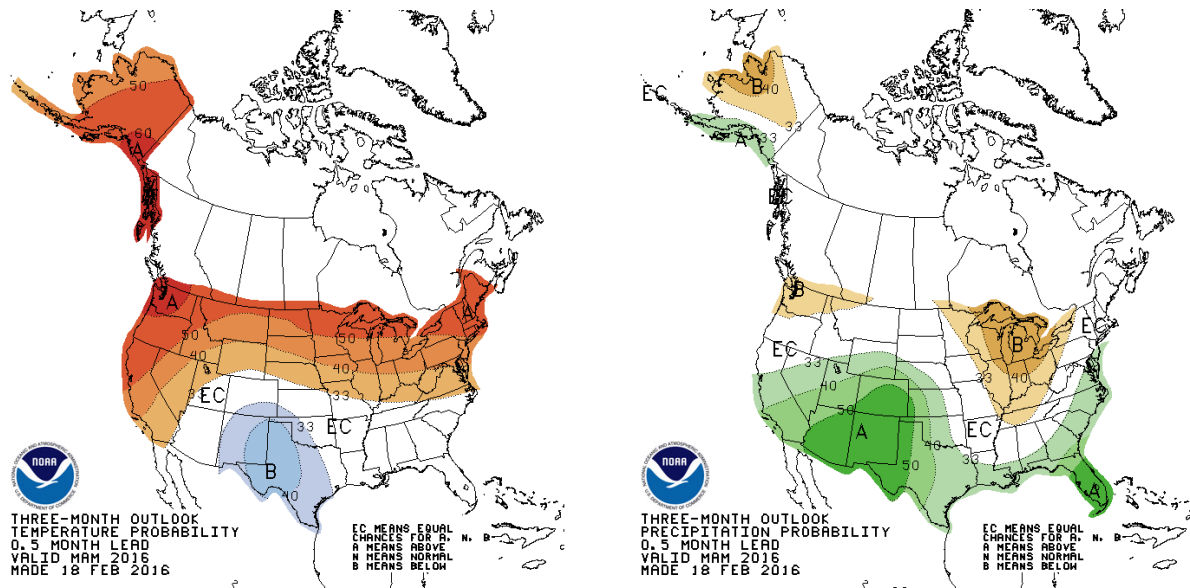 50
60
A
A
A
50
50
40
40
33
33
EC
33
EC
B
40
NOAA
THREE-MONTH OUTLOOK
TEMPERATURE PROBABILITY
0.5 MONTH LEAD
VALID MAM 2016
MADE 18 FEB 2016
EC MEANS EQUAL
CHANCES FOR A, N, B
A MEANS ABOVE
N MEANS NORMAL
B MEANS BELOW
EC
B
40
33
33
A
EC
B
EC
EC
B
33
40
40
50
33
A
EC
40
33
50
A
NOAA
THREE-MONTH OUTLOOK
PRECIPITATION PROBABILITY
0.5 MONTH LEAD
VALID MAM 2016
MADE 18 FEB 2016
EC MEANS EQUAL
CHANCES FOR A, N, B
A MEANS ABOVE
N MEANS NORMAL
B MEANS BELOW